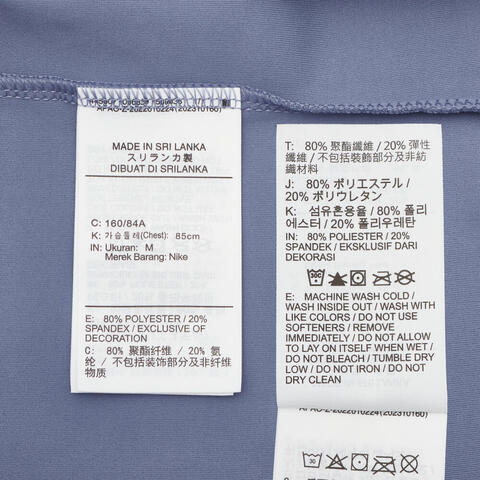 APAC-Z-2022010224(20231016)
MADE IN SRI LANKA
スリランカ製
DIBUAT DI SRILANKA
C: 160/84A
K: 가슴둘레(Chest): 85cm
IN: Ukuran: M
Merek Barang: Nike
E: 80% POLYESTER / 20%
SPANDEX / EXCLUSIVE OF
DECORATION
C: 80% 聚酯纤维 / 20% 氨
纶 / 不包括装饰部分及非纤维
物质
T: 80% 聚酯纖維 / 20% 彈性
纖維 / 不包括裝飾部分及非紡
織材料
J: 80% ポリエステル /
20% ポリウレタン
K: 섬유혼용율 / 80% 폴리
에스터 / 20% 폴리우레탄
IN: 80% POLIESTER / 20%
SPANDEK / EKSKLUSIF DARI
DEKORASI
30C
E: MACHINE WASH COLD /
WASH INSIDE OUT / WASH WITH
LIKE COLORS / DO NOT USE
SOFTENERS / REMOVE
IMMEDIATELY / DO NOT ALLOW
TO LAY ON ITSELF WHEN WET /
DO NOT BLEACH / TUMBLE DRY
LOW / DO NOT IRON / DO NOT
DRY CLEAN
30